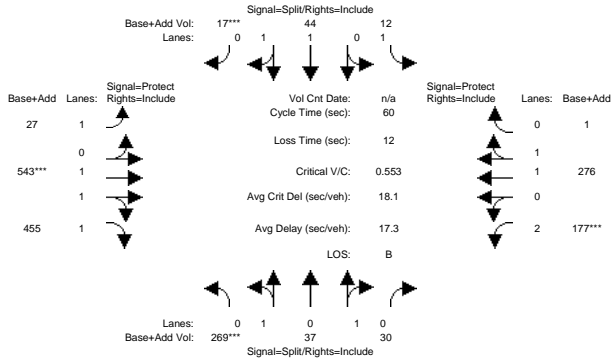 Signal=Split/Rights=Include
Base+Add Vol: 17*** 44 12
Lanes: 0 1 1 0 1
Signal=Protect Signal=Protect
Base+Add Lanes: Rights=Include Vol Cnt Date: n/a Rights=Include Lanes: Base+Add
Cycle Time (sec): 60
27 1 0 1
Loss Time (sec): 12
0 1
543*** 1 Critical V/C: 0.553 1 276
1 Avg Crit Del (sec/veh): 18.1 0
455 1 Avg Delay (sec/veh): 17.3 2 177***
LOS: B
Lanes: 0 1 0 1 0
Base+Add Vol: 269*** 37 30
Signal=Split/Rights=Include